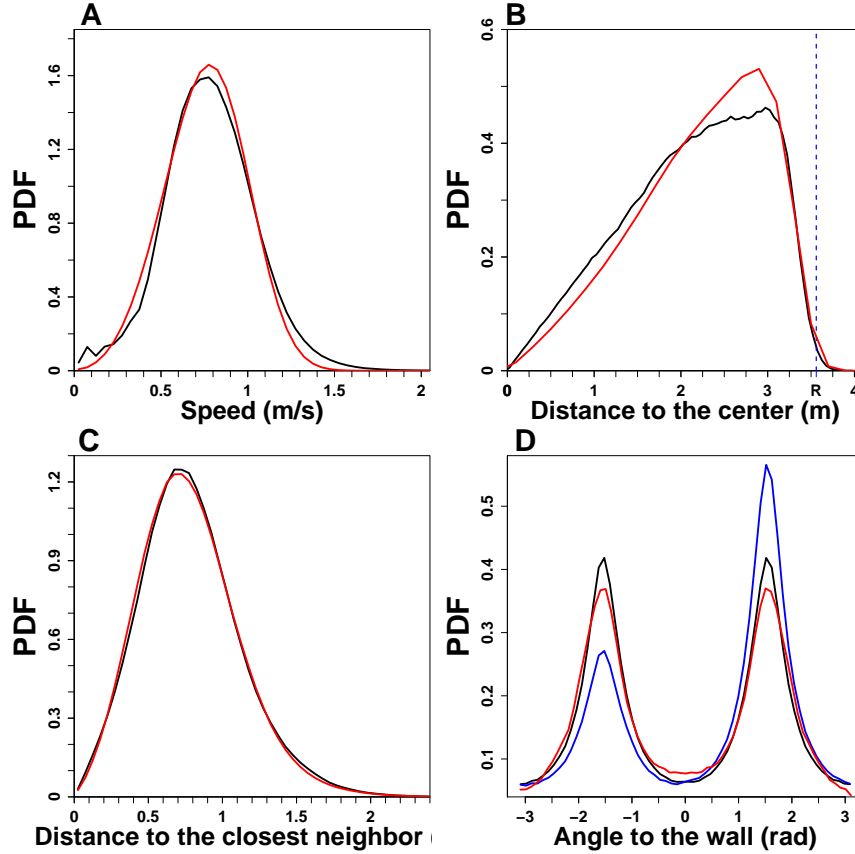 A
PDF
0 0.4 0.8 1.2 1.6
0 0.5 1 1.5 2
Speed (m/s)
B
PDF
0 0.2 0.4 0.6
0 1 2 3 R 4
Distance to the center (m)
C
PDF
0 0.3 0.6 0.9 1.2
0 0.5 1 1.5 2
Distance to the closest neighbor (
D
PDF
0.1 0.2 0.3 0.4 0.5
−3 −2 −1 0 1 2 3
Angle to the wall (rad)